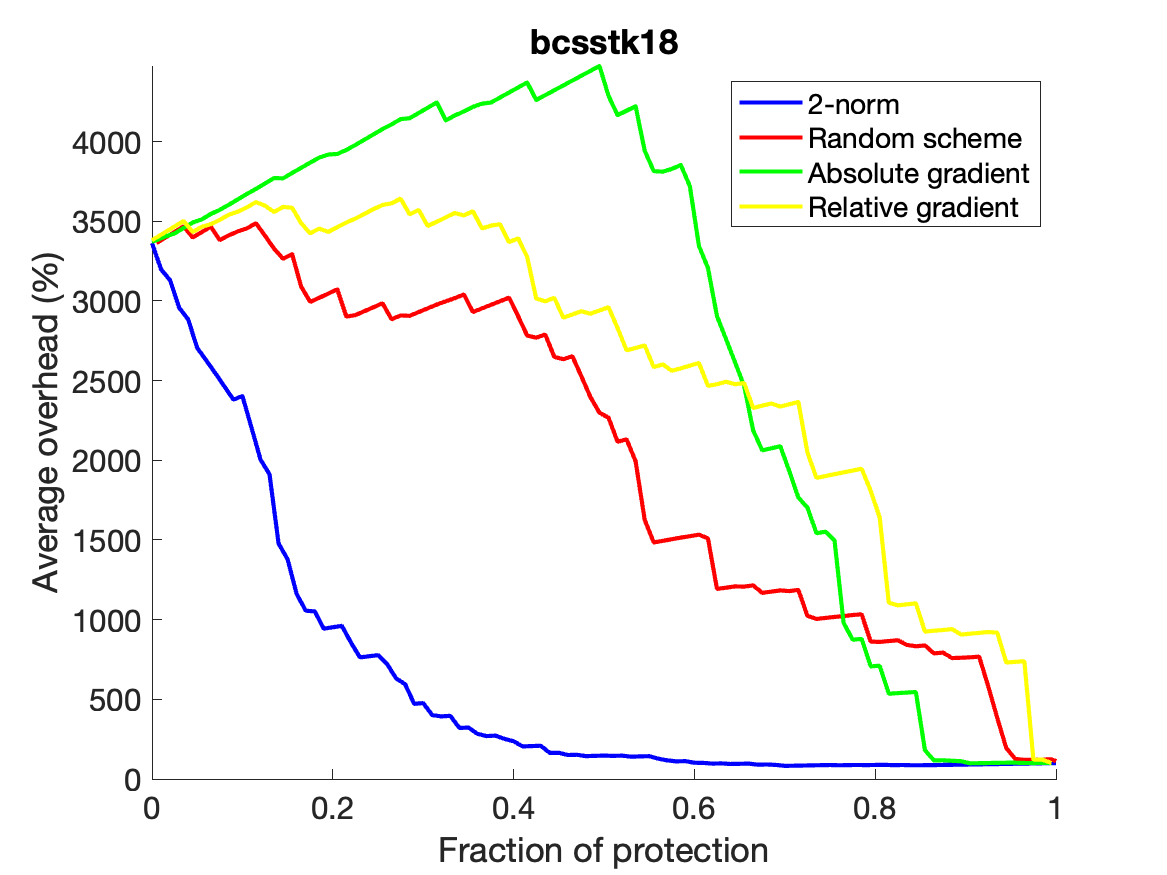 bcsstk18
2-norm
Random scheme
Absolute gradient
Relative gradient
Average overhead (%)
4000
3500
3000
2500
2000
1500
1000
500
0
0 0.2 0.4 0.6 0.8 1
Fraction of protection